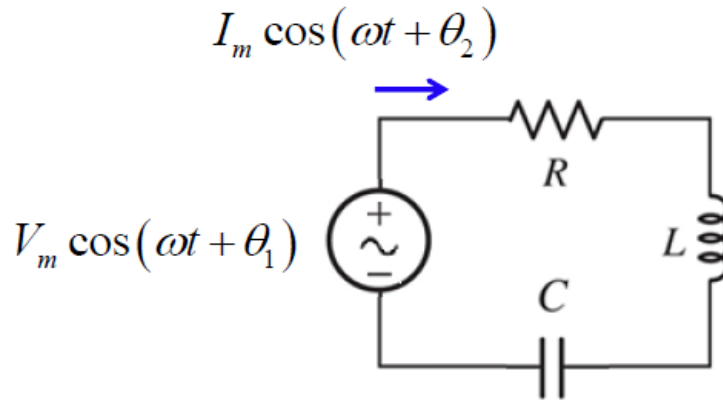 I_m cos(ωt + θ_2)
R
V_m cos(ωt + θ_1)
+
−
L
C